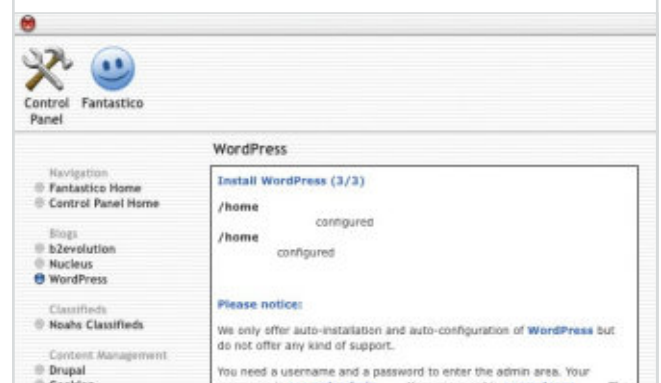 Control Panel
Fantastico
WordPress
Navigation
Fantastico Home
Control Panel Home
Blogs
b2evolution
Nucleus
WordPress
Classifieds
Noahs Classifieds
Content Management
Drupal
Install WordPress (3/3)
/home
configured
/home
configured
Please notice:
We only offer auto-installation and auto-configuration of WordPress but
do not offer any kind of support.
You need a username and a password to enter the admin area. Your